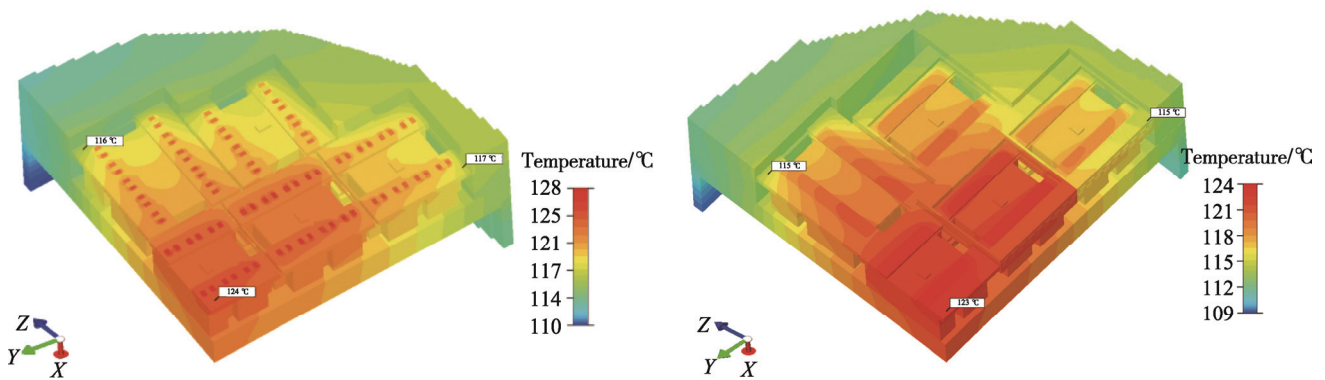 116 ℃
117 ℃
124 ℃
Temperature/℃
128
125
121
117
114
110
Z
Y
X
115 ℃
115 ℃
123 ℃
Temperature/℃
124
121
118
115
112
109
Z
Y
X